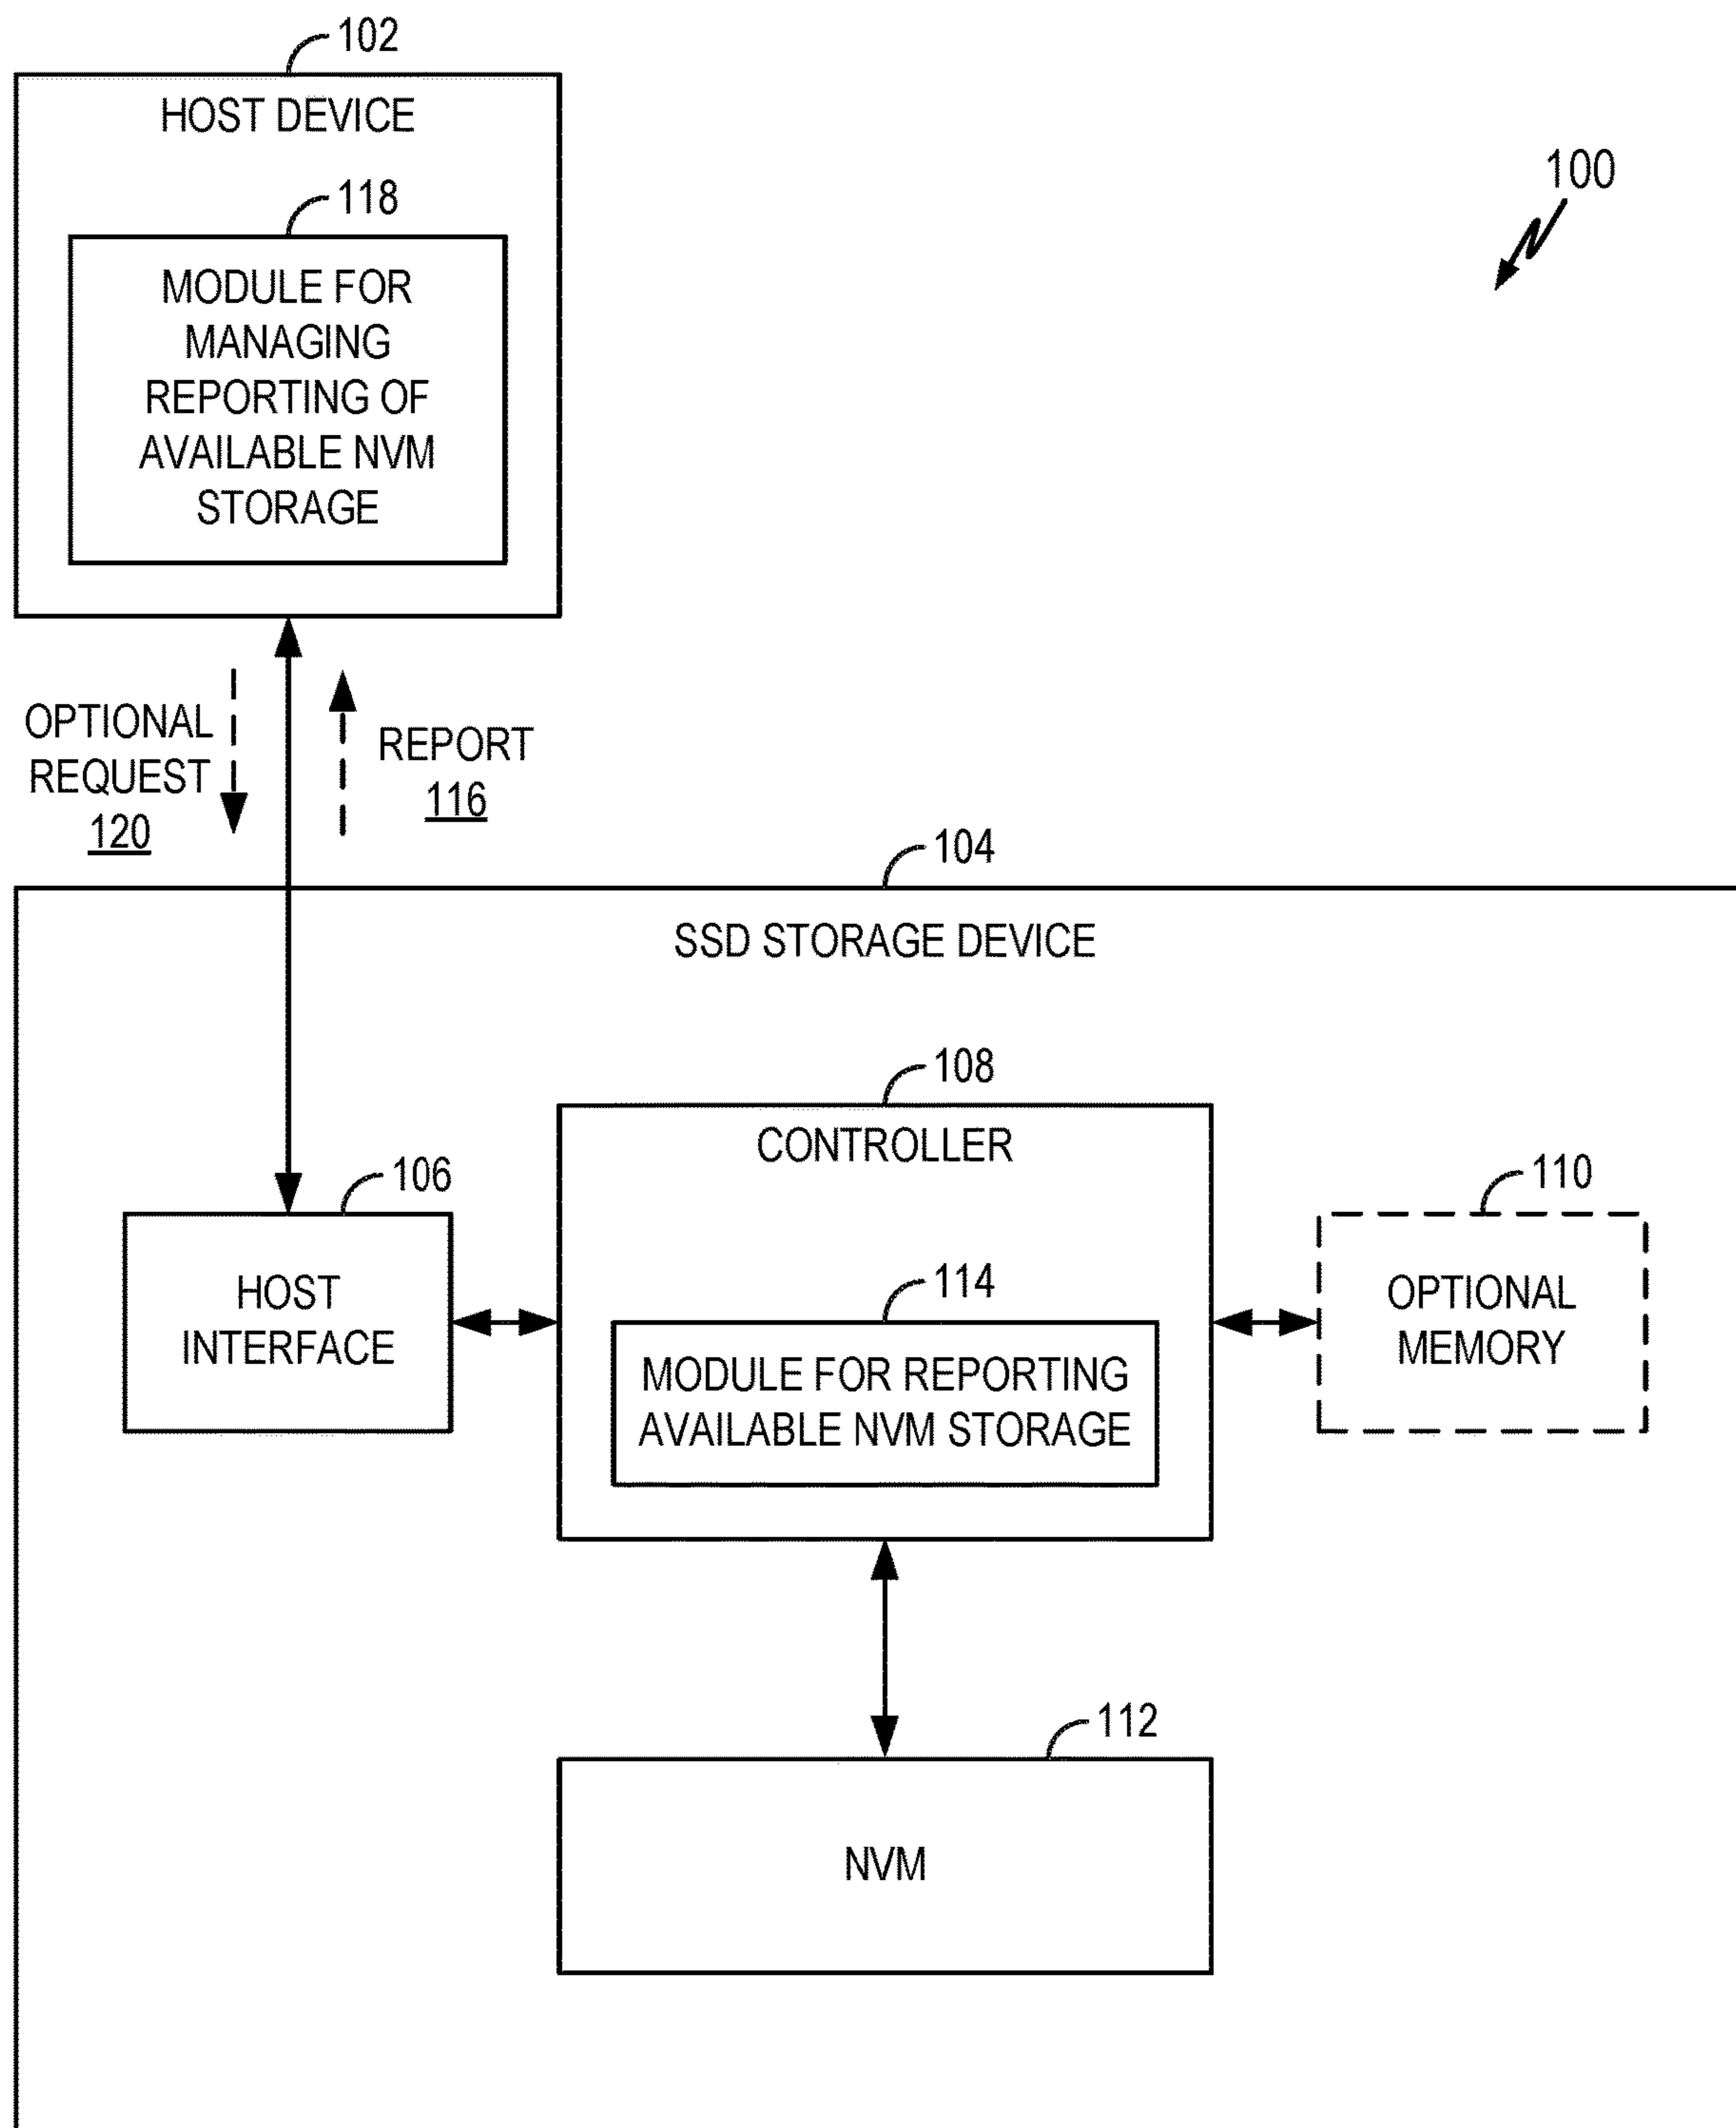 102
HOST DEVICE
100
118
MODULE FOR
MANAGING
REPORTING OF
AVAILABLE NVM
STORAGE
OPTIONAL
REQUEST
120
REPORT
116
104
SSD STORAGE DEVICE
108
CONTROLLER
106
HOST
INTERFACE
110
OPTIONAL
MEMORY
114
MODULE FOR REPORTING
AVAILABLE NVM STORAGE
112
NVM